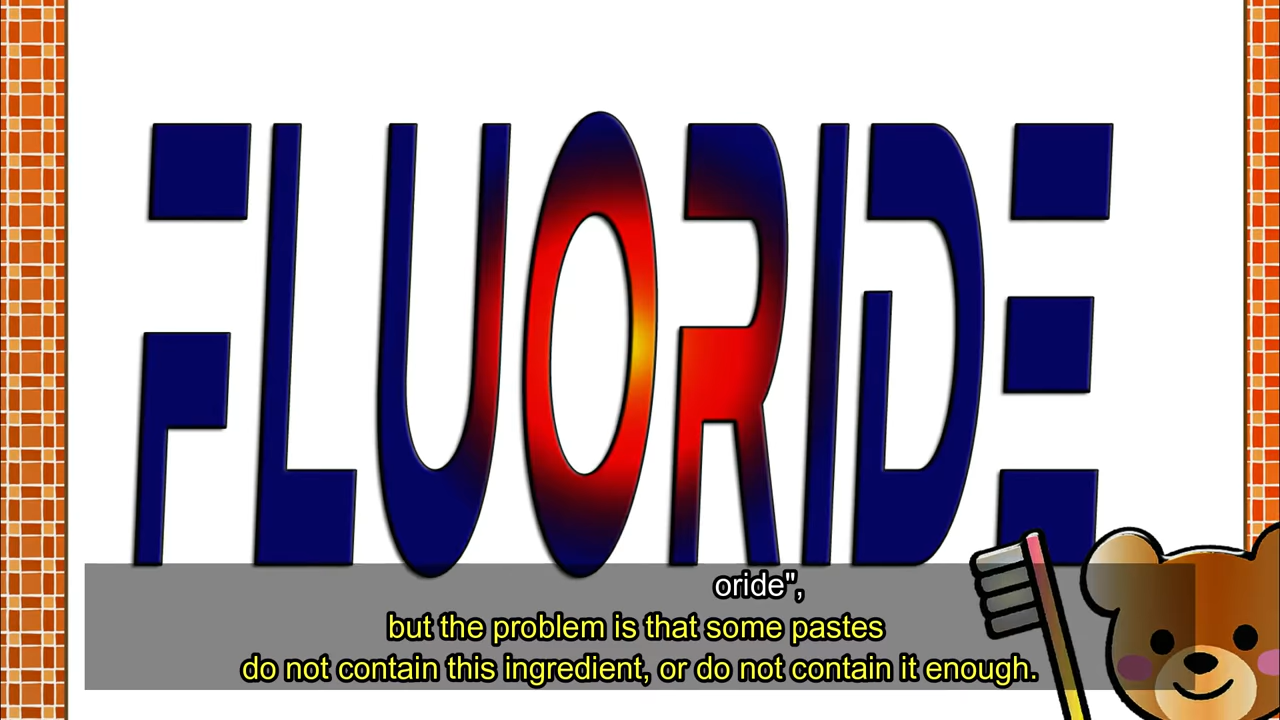 FLUORIDE
oride",
but the problem is that some pastes
do not contain this ingredient, or do not contain it enough.